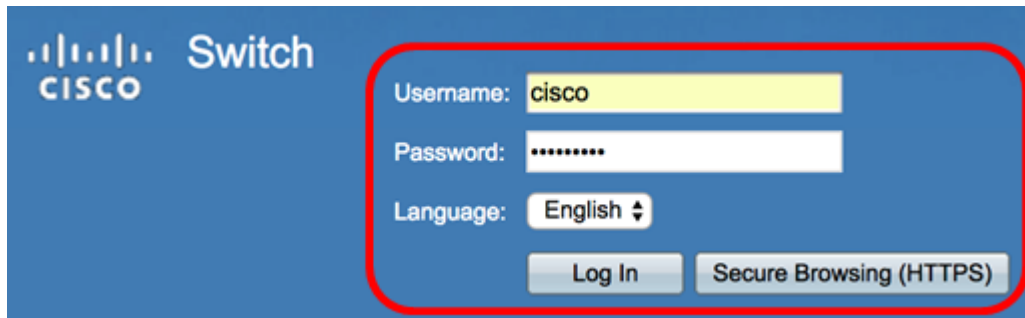 CISCO
Switch
Username: cisco
Password: •••••••••
Language: English
Log In
Secure Browsing (HTTPS)